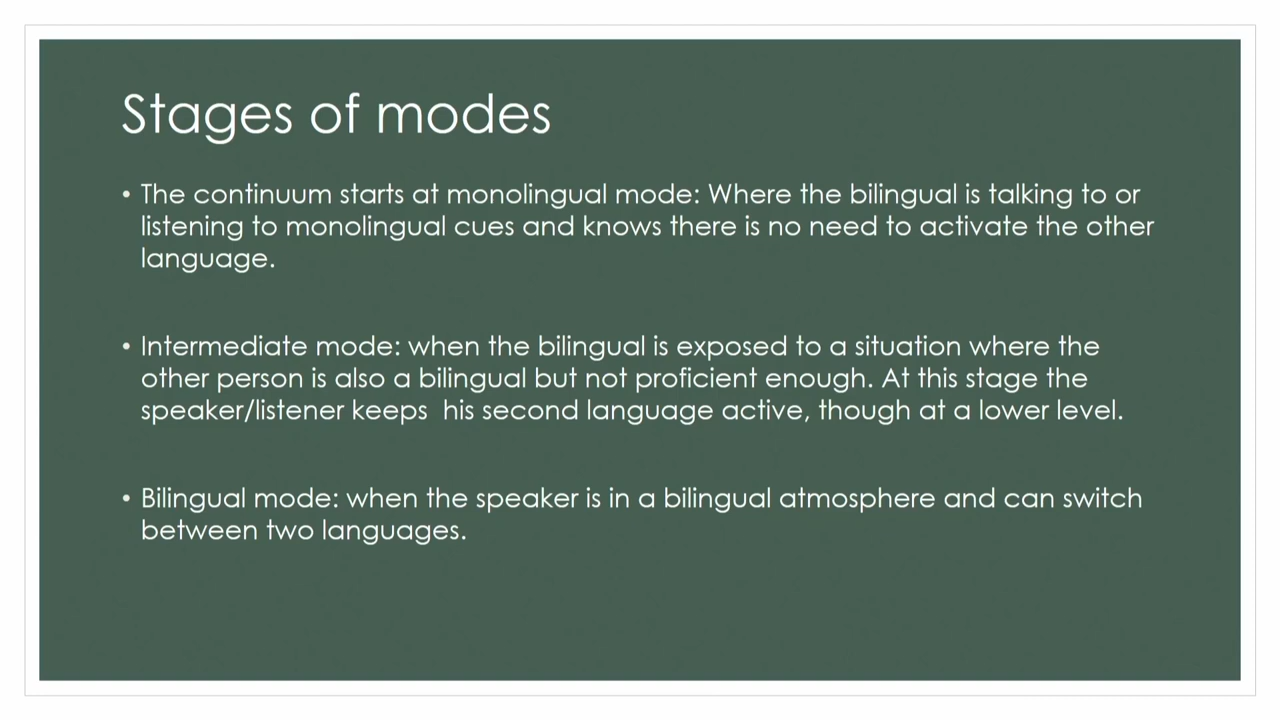 Stages of modes
• The continuum starts at monolingual mode: Where the bilingual is talking to or
listening to monolingual cues and knows there is no need to activate the other
language.
• Intermediate mode: when the bilingual is exposed to a situation where the
other person is also a bilingual but not proficient enough. At this stage the
speaker/listener keeps  his second language active, though at a lower level.
• Bilingual mode: when the speaker is in a bilingual atmosphere and can switch
between two languages.